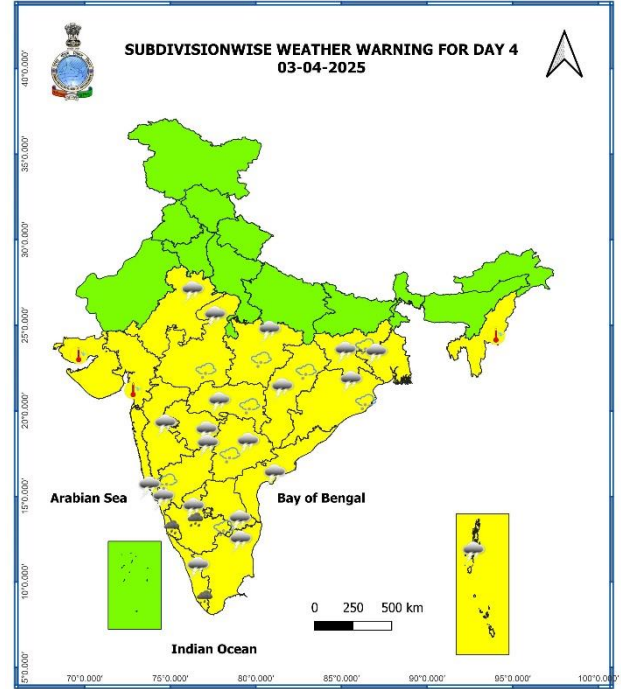 SUBDIVISIONWISE WEATHER WARNING FOR DAY 4
03-04-2025
40°0.000'
35°0.000'
30°0.000'
25°0.000'
20°0.000'
15°0.000'
10°0.000'
5°0.000'
Arabian Sea
Bay of Bengal
0 250 500 km
Indian Ocean
70°0.000' 75°0.000' 80°0.000' 85°0.000' 90°0.000' 95°0.000' 100°0.000'